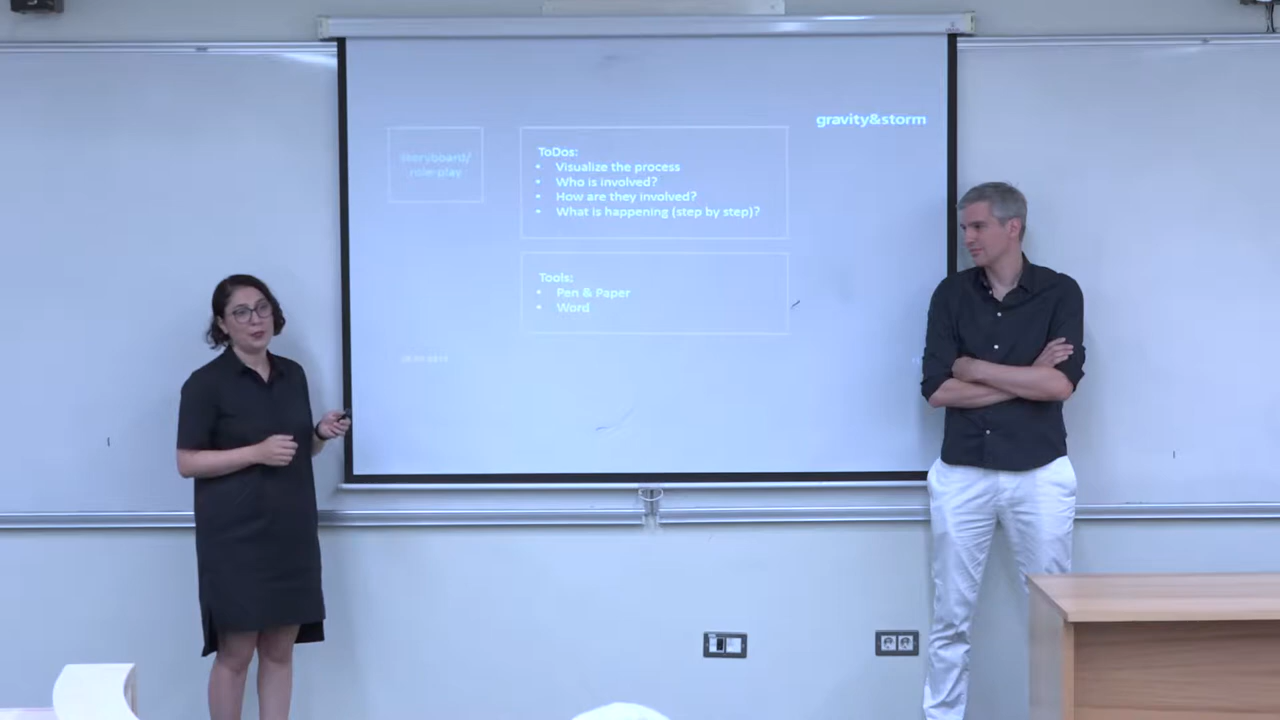 gravity&storm
Storyboard/
role-play
ToDos:
• Visualize the process
• Who is involved?
• How are they involved?
• What is happening (step by step)?
Tools:
• Pen & Paper
• Word